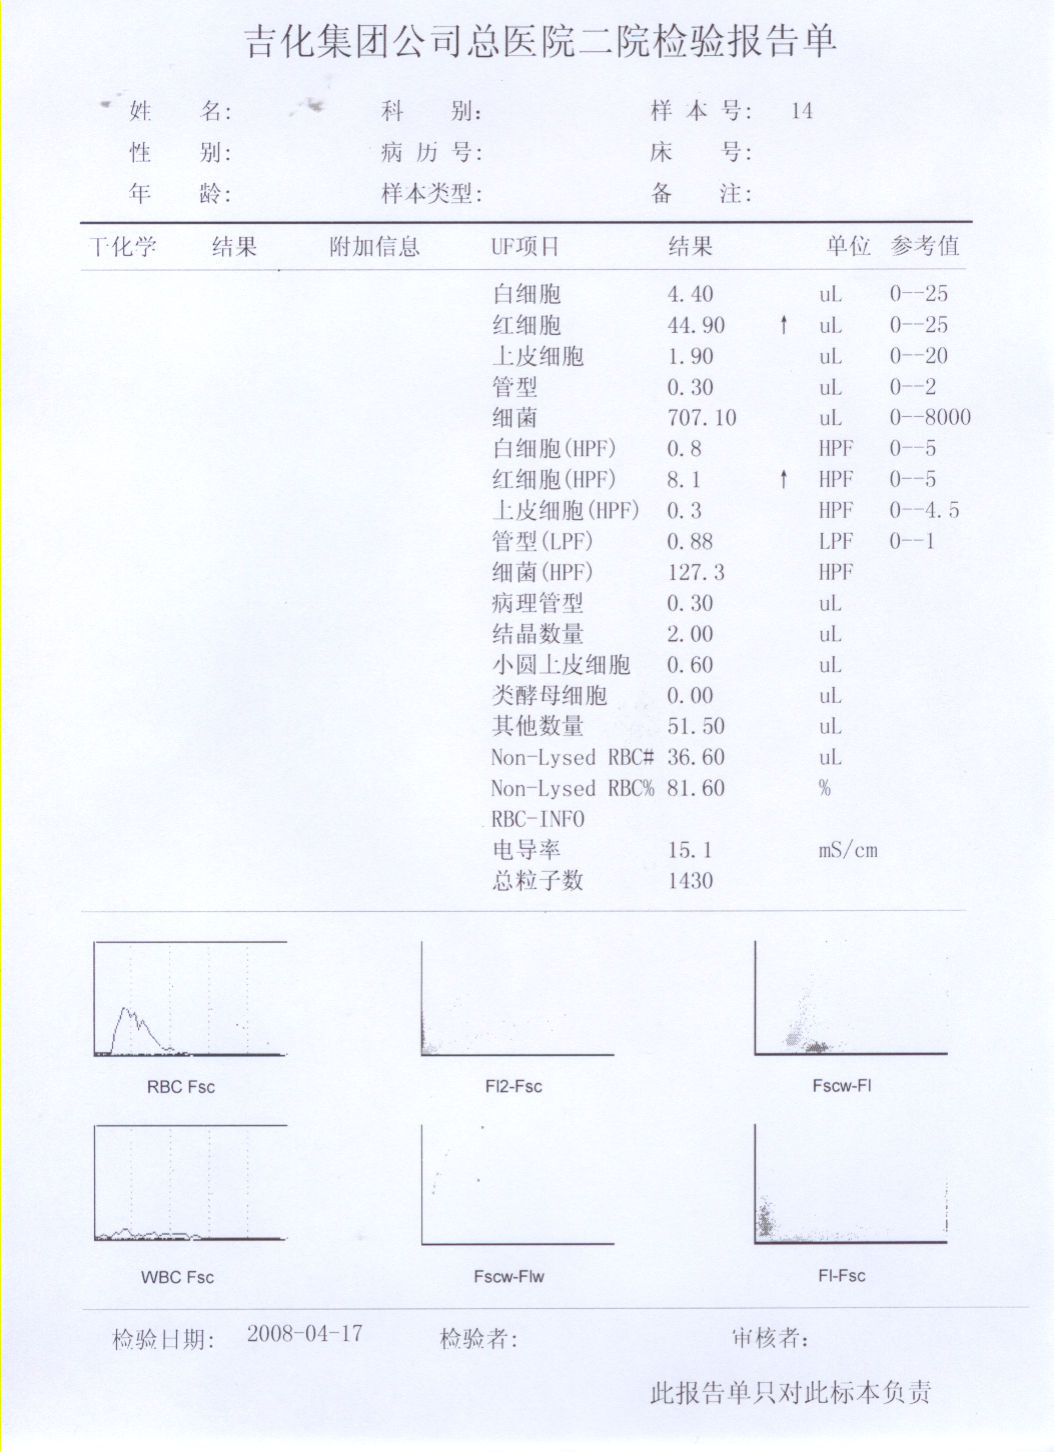 吉化集团公司总医院二院检验报告单
姓 名: 科 别: 样 本 号: 14
性 别: 病 历 号: 床 号:
年 龄: 样本类型: 备 注:
干化学 结果 附加信息 UF项目 结果 单位 参考值
白细胞 4.40 uL 0--25
红细胞 44.90 ↑ uL 0--25
上皮细胞 1.90 uL 0--20
管型 0.30 uL 0--2
细菌 707.10 uL 0--8000
白细胞(HPF) 0.8 HPF 0--5
红细胞(HPF) 8.1 ↑ HPF 0--5
上皮细胞(HPF) 0.3 HPF 0--4.5
管型(LPF) 0.88 LPF 0--1
细菌(HPF) 127.3 HPF
病理管型 0.30 uL
结晶数量 2.00 uL
小圆上皮细胞 0.60 uL
类酵母细胞 0.00 uL
其他数量 51.50 uL
Non-Lysed RBC# 36.60 uL
Non-Lysed RBC% 81.60 %
RBC-INFO
电导率 15.1 mS/cm
总粒子数 1430
RBC Fsc Fl2-Fsc Fscw-Fl
WBC Fsc Fscw-Flw Fl-Fsc
检验日期: 2008-04-17 检验者: 审核者:
此报告单只对此标本负责